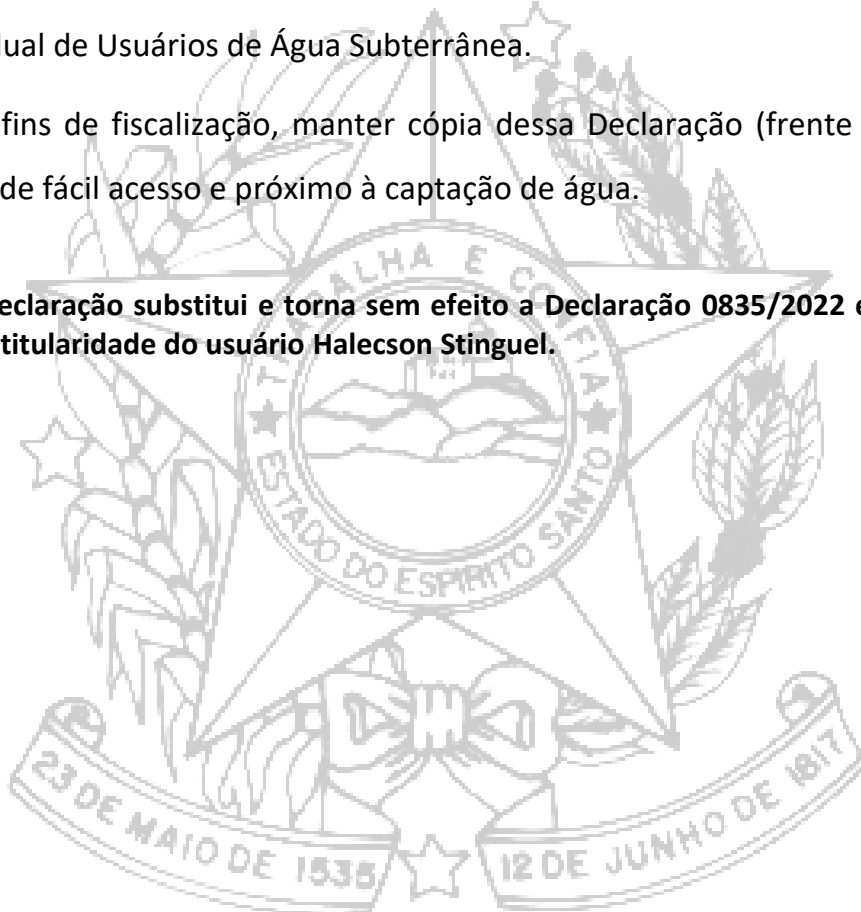 dual de Usuários de Água Subterrânea.
fins de fiscalização, manter cópia dessa Declaração (frente
de fácil acesso e próximo à captação de água.
eclaração substitui e torna sem efeito a Declaração 0835/2022 e
titularidade do usuário Halecson Stinguel.
TRABALHA E CONFIA
ESTADO DO ESPIRITO SANTO
23 DE MAIO DE 1535
12 DE JUNHO DE 1817